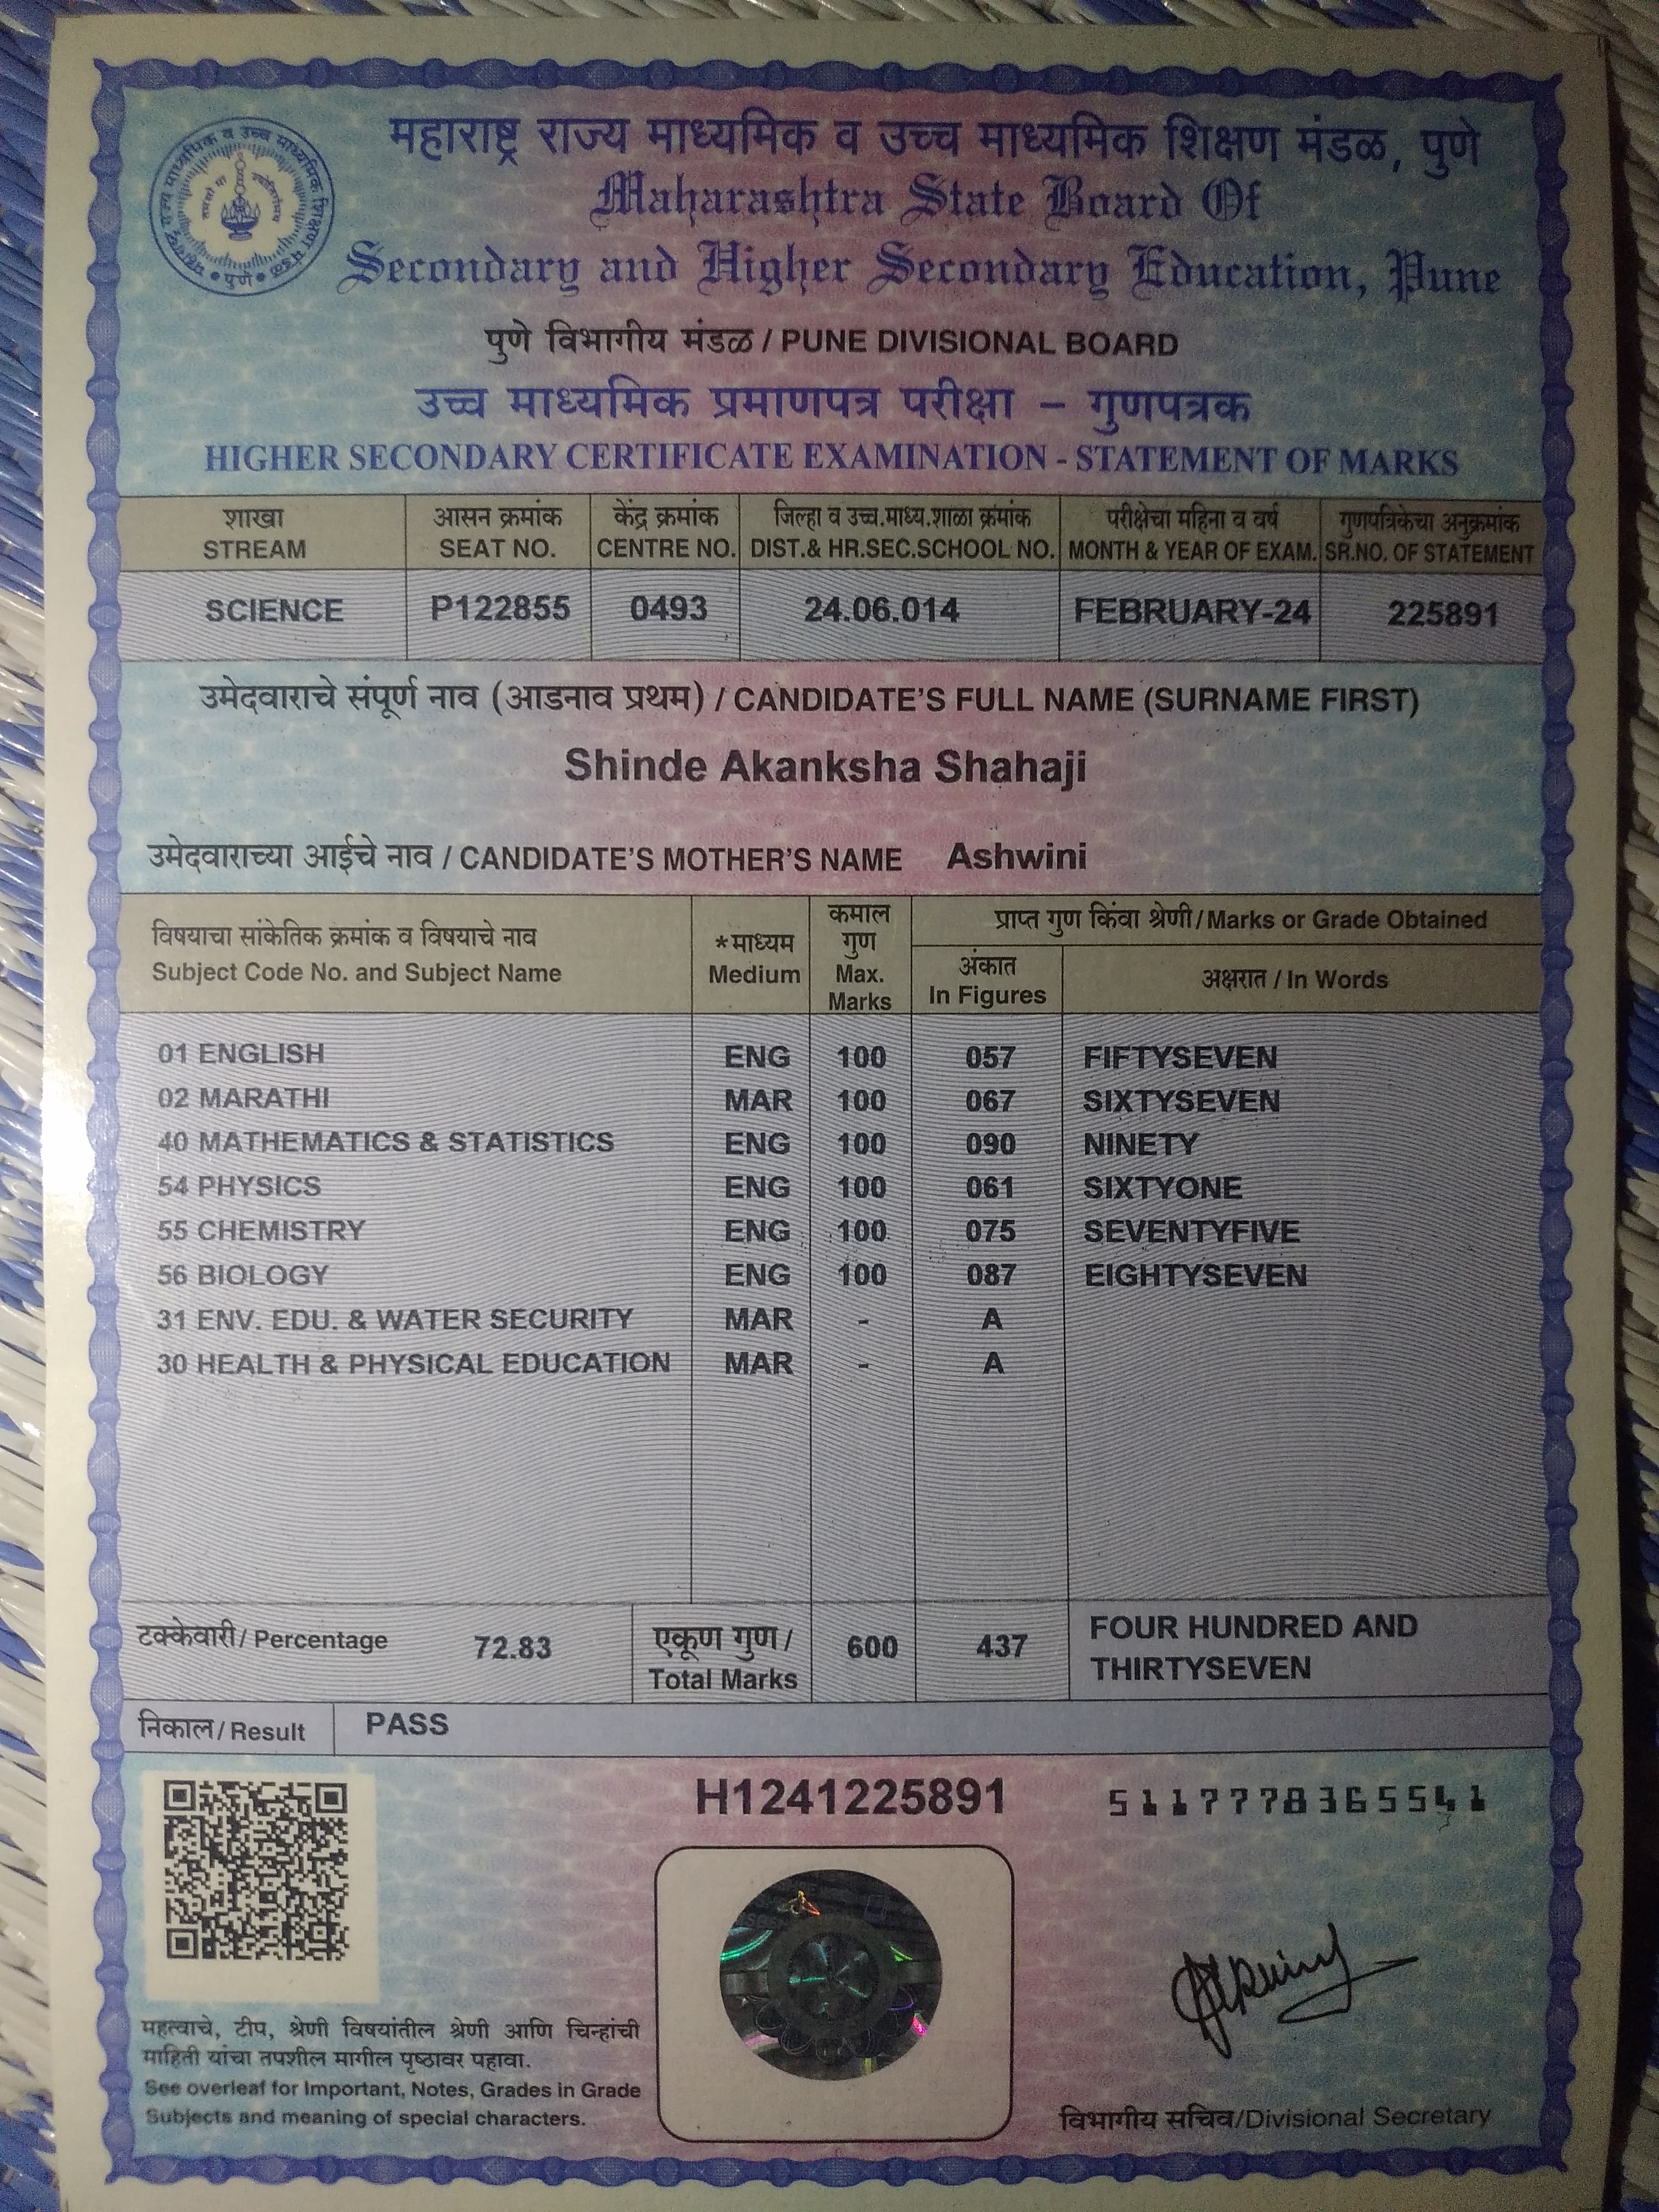 महाराष्ट्र राज्य माध्यमिक व उच्च माध्यमिक शिक्षण मंडळ, पुणे
Maharashtra State Board Of
Secondary and Higher Secondary Education, Pune
पुणे विभागीय मंडळ / PUNE DIVISIONAL BOARD
उच्च माध्यमिक प्रमाणपत्र परीक्षा – गुणपत्रक
HIGHER SECONDARY CERTIFICATE EXAMINATION - STATEMENT OF MARKS
शाखा आसन क्रमांक केंद्र क्रमांक जिल्हा व उच्च.माध्य.शाळा क्रमांक परीक्षेचा महिना व वर्ष गुणपत्रिकेचा अनुक्रमांक
STREAM SEAT NO. CENTRE NO. DIST.& HR.SEC.SCHOOL NO. MONTH & YEAR OF EXAM. SR.NO. OF STATEMENT
SCIENCE P122855 0493 24.06.014 FEBRUARY-24 225891
उमेदवाराचे संपूर्ण नाव (आडनाव प्रथम) / CANDIDATE'S FULL NAME (SURNAME FIRST)
Shinde Akanksha Shahaji
उमेदवाराच्या आईचे नाव / CANDIDATE'S MOTHER'S NAME Ashwini
विषयाचा सांकेतिक क्रमांक व विषयाचे नाव
Subject Code No. and Subject Name
*माध्यम
Medium
कमाल
गुण
Max.
Marks
प्राप्त गुण किंवा श्रेणी/Marks or Grade Obtained
अंकात
In Figures
अक्षरात / In Words
01 ENGLISH ENG 100 057 FIFTYSEVEN
02 MARATHI MAR 100 067 SIXTYSEVEN
40 MATHEMATICS & STATISTICS ENG 100 090 NINETY
54 PHYSICS ENG 100 061 SIXTYONE
55 CHEMISTRY ENG 100 075 SEVENTYFIVE
56 BIOLOGY ENG 100 087 EIGHTYSEVEN
31 ENV. EDU. & WATER SECURITY MAR - A
30 HEALTH & PHYSICAL EDUCATION MAR - A
टक्केवारी/ Percentage 72.83
एकूण गुण/
Total Marks
600 437
FOUR HUNDRED AND
THIRTYSEVEN
निकाल/ Result PASS
H1241225891
5117778365541
महत्वाचे, टीप, श्रेणी विषयांतील श्रेणी आणि चिन्हांची
माहिती यांचा तपशील मागील पृष्ठावर पहावा.
See overleaf for Important, Notes, Grades in Grade
Subjects and meaning of special characters.
विभागीय सचिव/Divisional Secretary